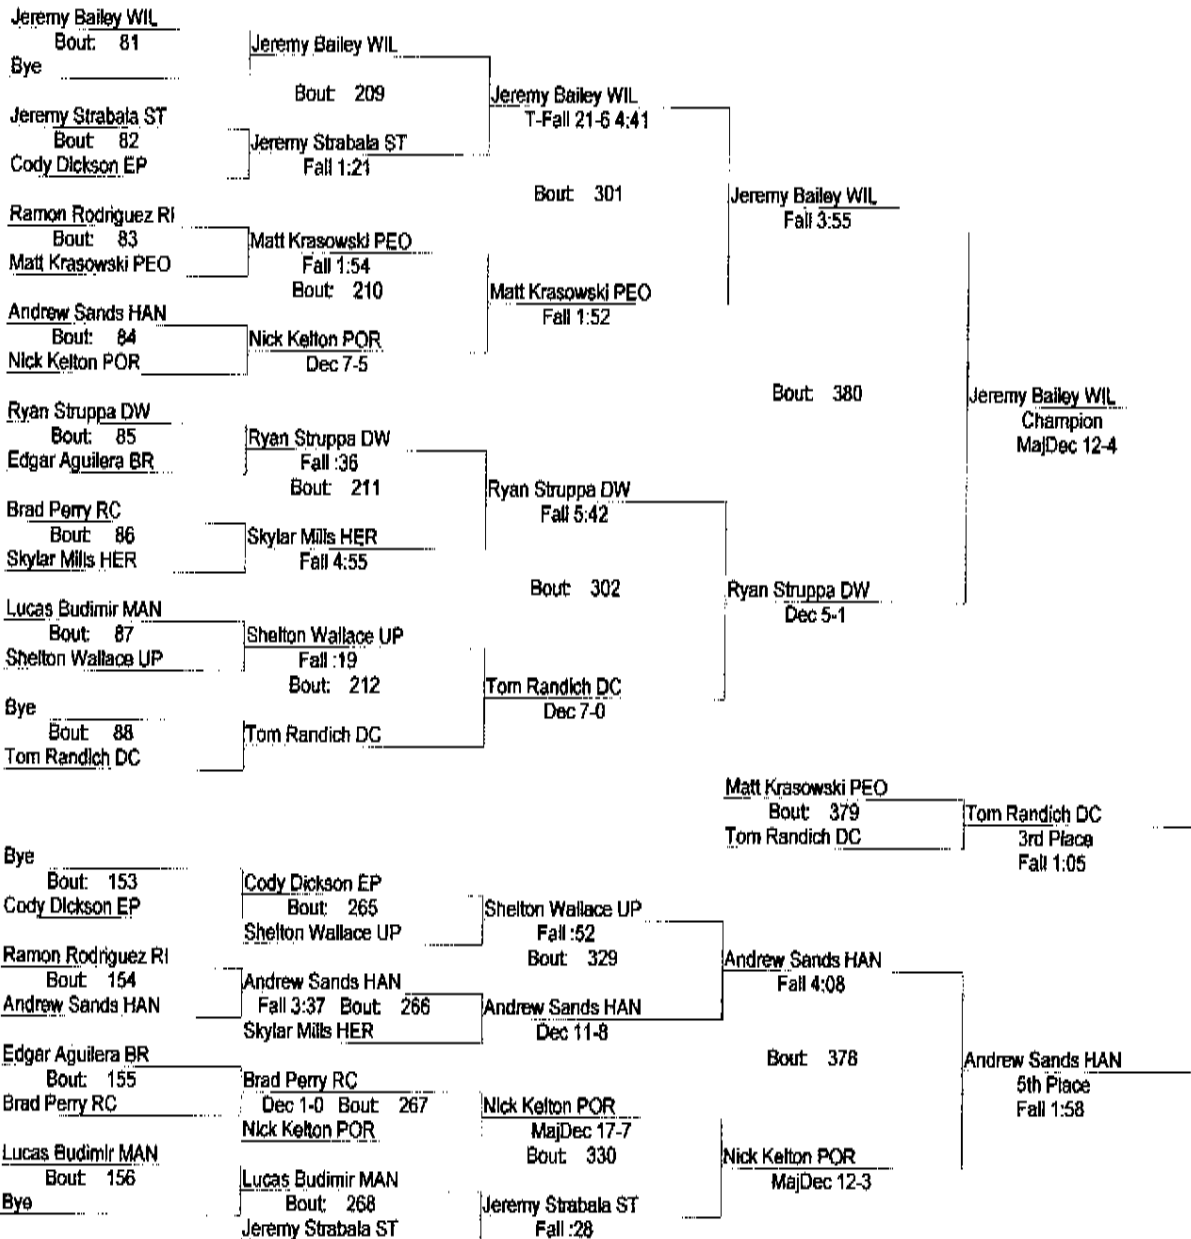 Jeremy Bailey WIL
Bout: 81
Bye
Jeremy Bailey WIL
Bout: 209
Jeremy Strabala ST
Bout: 82
Cody Dickson EP
Jeremy Strabala ST
Fall 1:21
Jeremy Bailey WIL
T-Fall 21-6 4:41
Bout: 301
Ramon Rodriguez RI
Bout: 83
Matt Krasowski PEO
Matt Krasowski PEO
Fall 1:54
Bout: 210
Andrew Sands HAN
Bout: 84
Nick Kelton POR
Nick Kelton POR
Dec 7-5
Matt Krasowski PEO
Fall 1:52
Jeremy Bailey WIL
Fall 3:55
Bout: 380
Jeremy Bailey WIL
Champion
MajDec 12-4
Ryan Struppa DW
Bout: 85
Edgar Aguilera BR
Ryan Struppa DW
Fall :36
Bout: 211
Brad Perry RC
Bout: 86
Skylar Mills HER
Skylar Mills HER
Fall 4:55
Ryan Struppa DW
Fall 5:42
Bout: 302
Lucas Budimir MAN
Bout: 87
Shelton Wallace UP
Shelton Wallace UP
Fall :19
Bout: 212
Bye
Bout: 88
Tom Randich DC
Tom Randich DC
Tom Randich DC
Dec 7-0
Ryan Struppa DW
Dec 5-1
Matt Krasowski PEO
Bout: 379
Tom Randich DC
Tom Randich DC
3rd Place
Fall 1:05
Bye
Bout: 153
Cody Dickson EP
Cody Dickson EP
Bout: 265
Shelton Wallace UP
Shelton Wallace UP
Fall :52
Bout: 329
Ramon Rodriguez RI
Bout: 154
Andrew Sands HAN
Andrew Sands HAN
Fall 3:37 Bout: 266
Skylar Mills HER
Andrew Sands HAN
Dec 11-8
Andrew Sands HAN
Fall 4:08
Bout: 378
Andrew Sands HAN
5th Place
Fall 1:58
Edgar Aguilera BR
Bout: 155
Brad Perry RC
Brad Perry RC
Dec 1-0 Bout: 267
Nick Kelton POR
Nick Kelton POR
MajDec 17-7
Bout: 330
Lucas Budimir MAN
Bout: 156
Bye
Lucas Budimir MAN
Bout: 268
Jeremy Strabala ST
Jeremy Strabala ST
Fall :28
Nick Kelton POR
MajDec 12-3